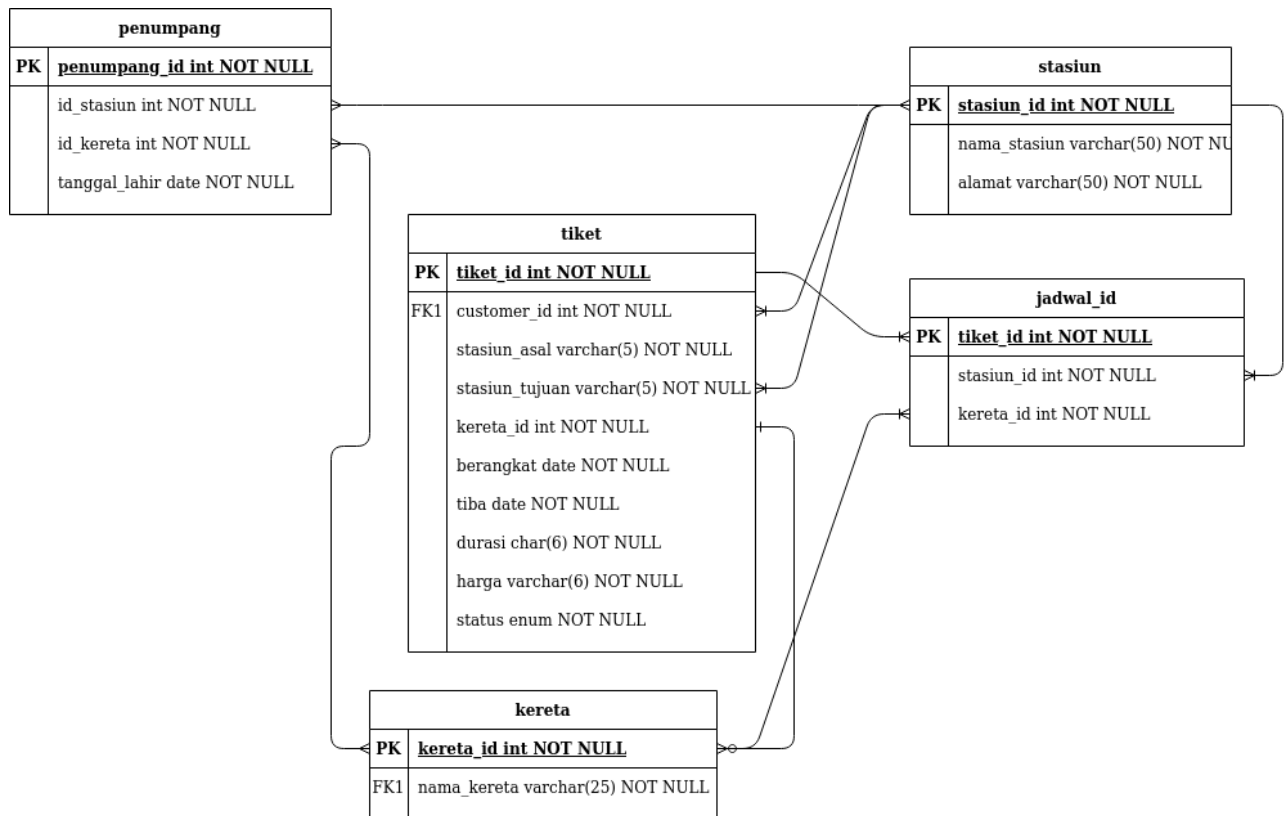 penumpang
PK penumpang_id int NOT NULL
id_stasiun int NOT NULL
id_kereta int NOT NULL
tanggal_lahir date NOT NULL
stasiun
PK stasiun_id int NOT NULL
nama_stasiun varchar(50) NOT NU
alamat varchar(50) NOT NULL
tiket
PK tiket_id int NOT NULL
FK1 customer_id int NOT NULL
stasiun_asal varchar(5) NOT NULL
stasiun_tujuan varchar(5) NOT NULL
kereta_id int NOT NULL
berangkat date NOT NULL
tiba date NOT NULL
durasi char(6) NOT NULL
harga varchar(6) NOT NULL
status enum NOT NULL
jadwal_id
PK tiket_id int NOT NULL
stasiun_id int NOT NULL
kereta_id int NOT NULL
kereta
PK kereta_id int NOT NULL
FK1 nama_kereta varchar(25) NOT NULL